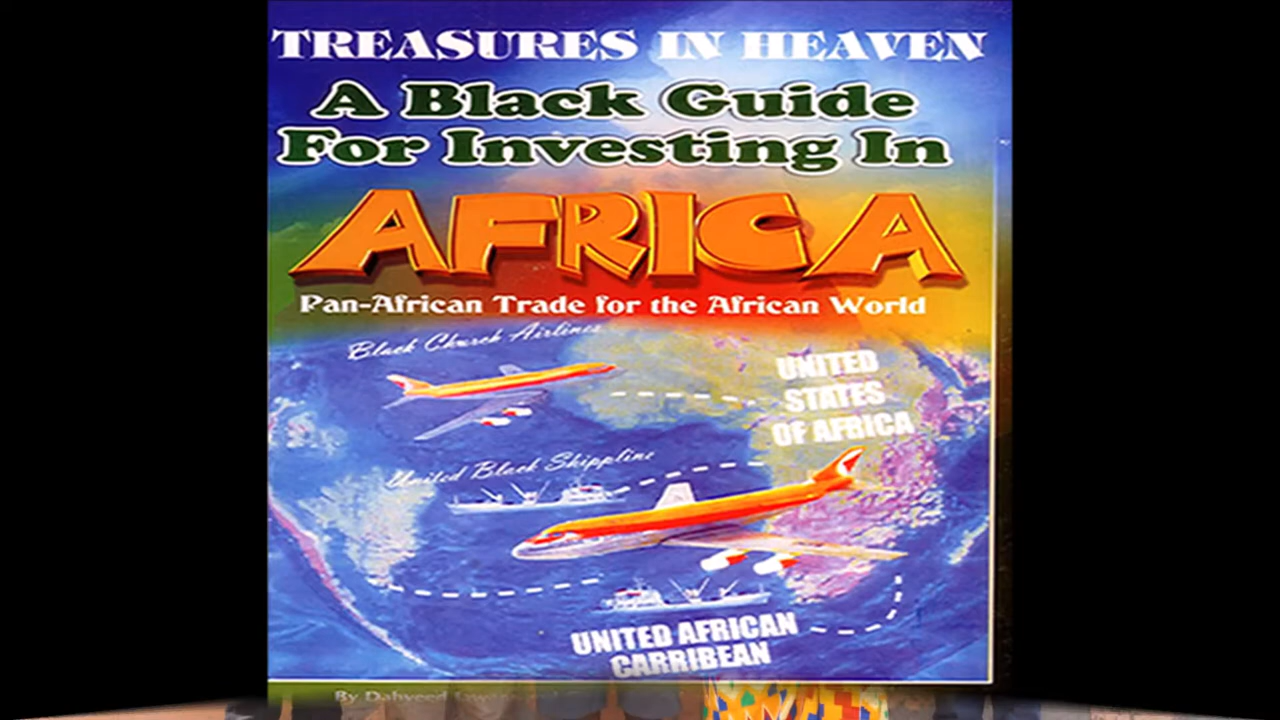 TREASURES IN HEAVEN
A Black Guide
For Investing In
AFRICA
Pan-African Trade for the African World
Black Church Airlines
UNITED
STATES
OF AFRICA
United Black Shippline
UNITED AFRICAN
CARRIBEAN
By Dahveed